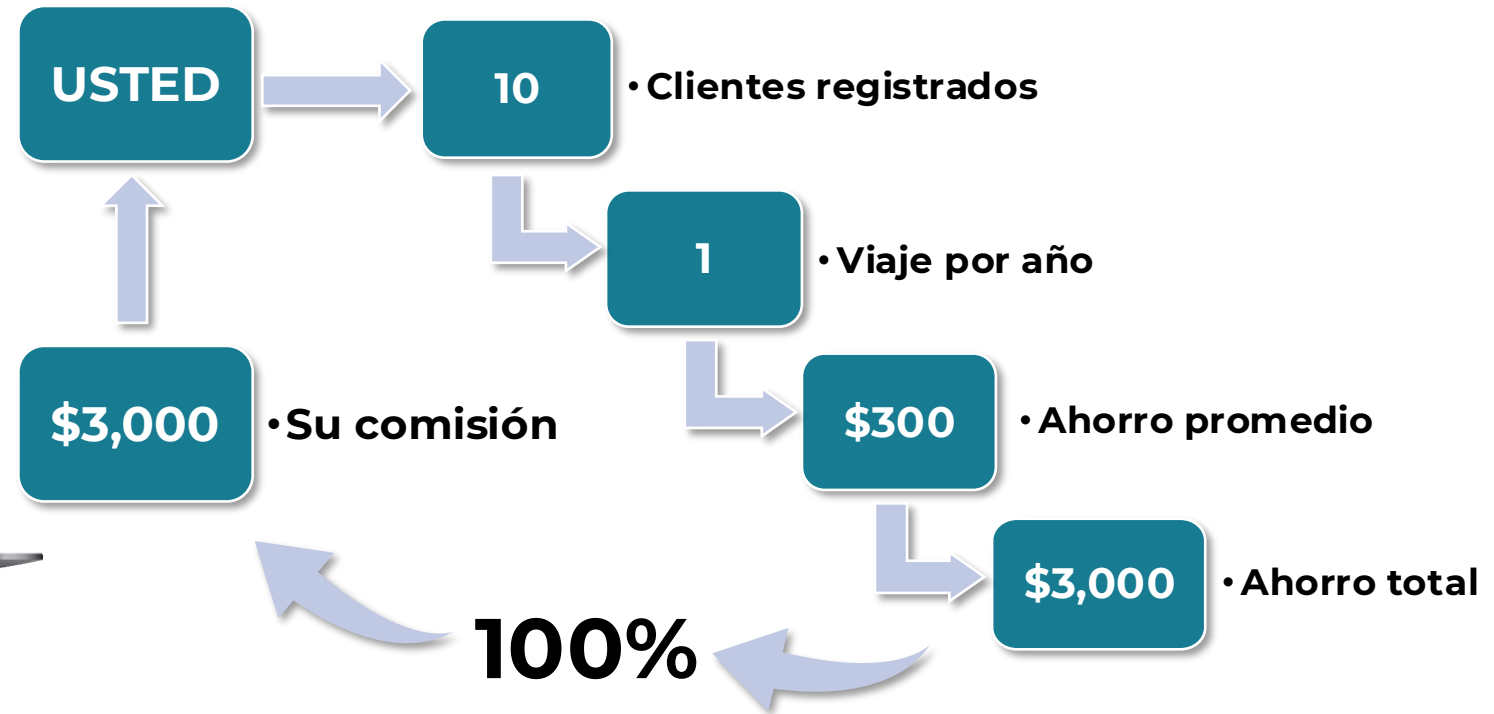 USTED
10
• Clientes registrados
1
• Viaje por año
$300
• Ahorro promedio
$3,000
• Ahorro total
100%
$3,000
• Su comisión